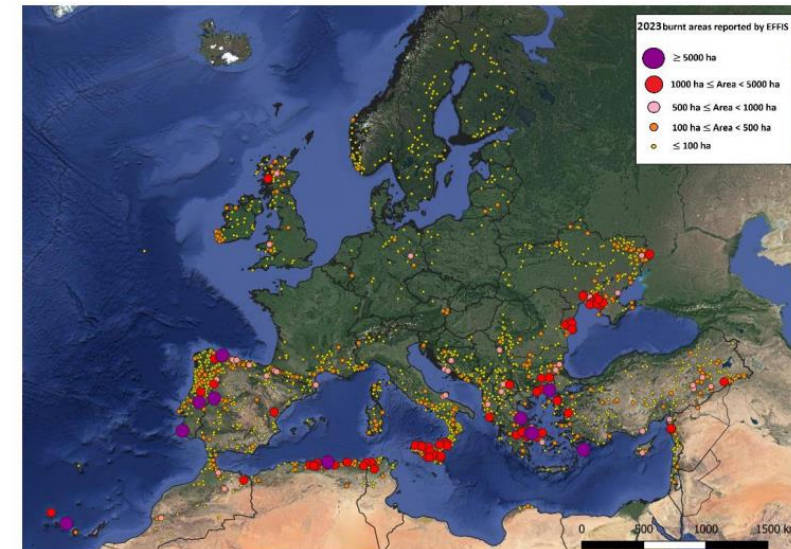 2023 burnt areas reported by EFFIS
≥ 5000 ha
1000 ha ≤ Area < 5000 ha
500 ha ≤ Area < 1000 ha
100 ha ≤ Area < 500 ha
≤ 100 ha
0 500 1000 1500 k